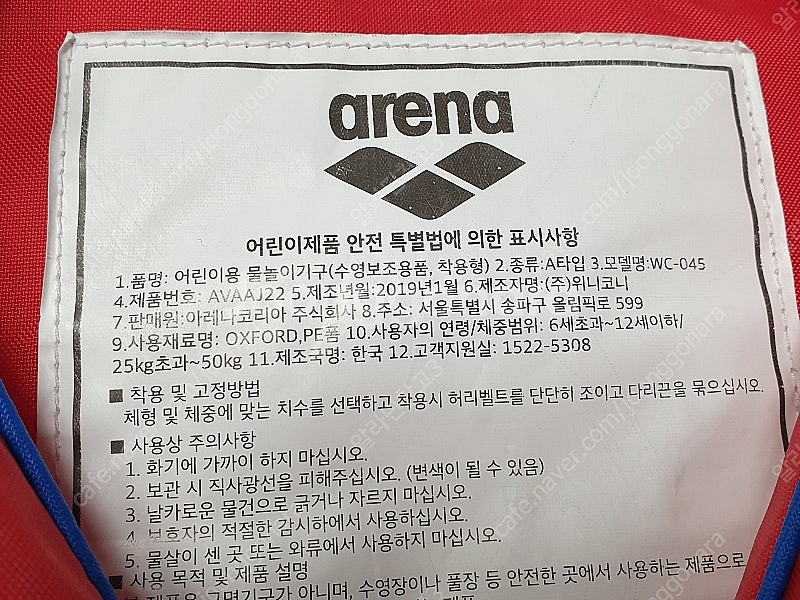 arena
어린이제품 안전 특별법에 의한 표시사항
1.품명: 어린이용 물놀이기구(수영보조용품, 착용형) 2.종류:A타입 3.모델명:WC-045
4.제품번호: AVAAJ22 5.제조년월:2019년1월 6.제조자명:(주)위니코니
7.판매원:아레나코리아 주식회사 8.주소: 서울특별시 송파구 올림픽로 599
9.사용재료명: OXFORD,PE폼 10.사용자의 연령/체중범위: 6세초과~12세이하/
25kg초과~50kg 11.제조국명: 한국 12.고객지원실: 1522-5308
■ 착용 및 고정방법
체형 및 체중에 맞는 치수를 선택하고 착용시 허리벨트를 단단히 조이고 다리끈을 묶으십시오.
■ 사용상 주의사항
1. 화기에 가까이 하지 마십시오.
2. 보관 시 직사광선을 피해주십시오. (변색이 될 수 있음)
3. 날카로운 물건으로 긁거나 자르지 마십시오.
4. 보호자의 적절한 감시하에서 사용하십시오.
5. 물살이 센 곳 또는 와류에서 사용하지 마십시오.
■ 사용 목적 및 제품 설명
본 제품은 구명기구가 아니며, 수영장이나 풀장 등 안전한 곳에서 사용하는 제품으로
cafe.naver.com/joonggonara